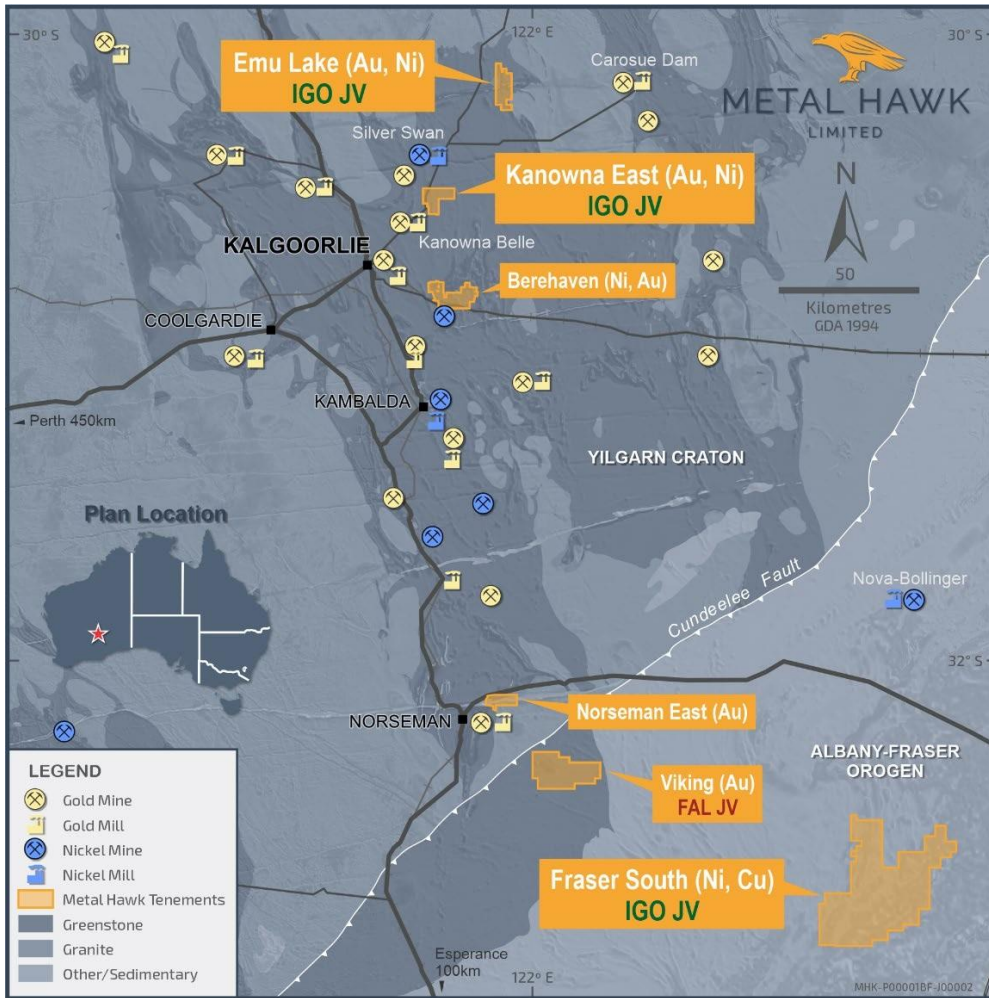 30° S
122° E
30° S
Emu Lake (Au, Ni)
IGO JV
Carosue Dam
METAL HAWK
LIMITED
Silver Swan
Kanowna East (Au, Ni)
IGO JV
N
Kanowna Belle
KALGOORLIE
Berehaven (Ni, Au)
50
Kilometres
GDA 1994
COOLGARDIE
KAMBALDA
Perth 450km
YILGARN CRATON
Plan Location
Cundeelee Fault
Nova-Bollinger
32° S
NORSEMAN
Norseman East (Au)
ALBANY-FRASER
OROGEN
Viking (Au)
FAL JV
Fraser South (Ni, Cu)
IGO JV
LEGEND
Gold Mine
Gold Mill
Nickel Mine
Nickel Mill
Metal Hawk Tenements
Greenstone
Granite
Other/Sedimentary
Esperance
100km
122° E
MHK-P00001BF-J00002